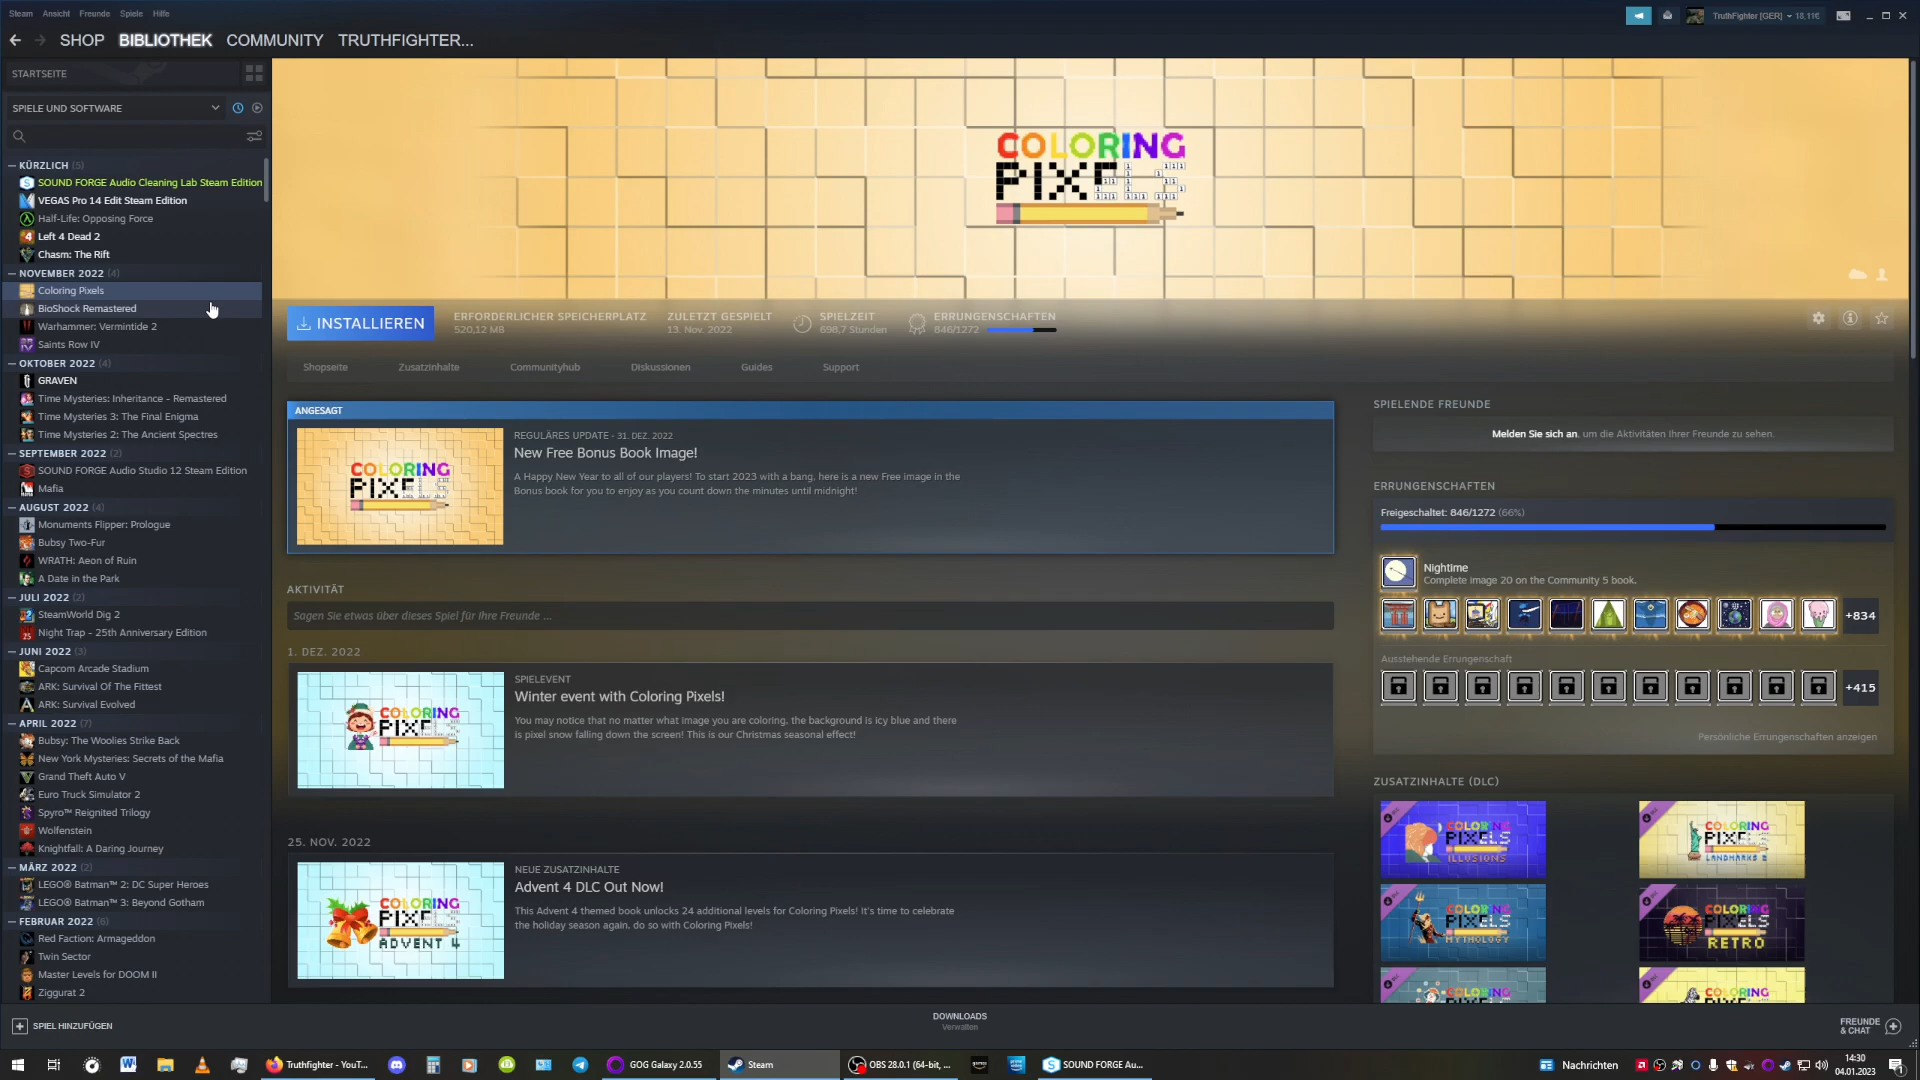 Steam Ansicht Freunde Spiele Hilfe
TruthFighter [GER] 18,11€
SHOP BIBLIOTHEK COMMUNITY TRUTHFIGHTER...
STARTSEITE
SPIELE UND SOFTWARE
— KÜRZLICH (5)
SOUND FORGE Audio Cleaning Lab Steam Edition
VEGAS Pro 14 Edit Steam Edition
Half-Life: Opposing Force
Left 4 Dead 2
Chasm: The Rift
— NOVEMBER 2022 (4)
Coloring Pixels
BioShock Remastered
Warhammer: Vermintide 2
Saints Row IV
— OKTOBER 2022 (4)
GRAVEN
Time Mysteries: Inheritance - Remastered
Time Mysteries 3: The Final Enigma
Time Mysteries 2: The Ancient Spectres
— SEPTEMBER 2022 (2)
SOUND FORGE Audio Studio 12 Steam Edition
Mafia
— AUGUST 2022 (4)
Monuments Flipper: Prologue
Bubsy Two-Fur
WRATH: Aeon of Ruin
A Date in the Park
— JULI 2022 (2)
SteamWorld Dig 2
Night Trap - 25th Anniversary Edition
— JUNI 2022 (3)
Capcom Arcade Stadium
ARK: Survival Of The Fittest
ARK: Survival Evolved
— APRIL 2022 (7)
Bubsy: The Woolies Strike Back
New York Mysteries: Secrets of the Mafia
Grand Theft Auto V
Euro Truck Simulator 2
Spyro™ Reignited Trilogy
Wolfenstein
Knightfall: A Daring Journey
— MÄRZ 2022 (2)
LEGO® Batman™ 2: DC Super Heroes
LEGO® Batman™ 3: Beyond Gotham
— FEBRUAR 2022 (6)
Red Faction: Armageddon
Twin Sector
Master Levels for DOOM II
Ziggurat 2
SPIEL HINZUFÜGEN
COLORING
PIXELS
INSTALLIEREN
ERFORDERLICHER SPEICHERPLATZ
520,12 MB
ZULETZT GESPIELT
13. Nov. 2022
SPIELZEIT
698,7 Stunden
ERRUNGENSCHAFTEN
846/1272
Shopseite Zusatzinhalte Communityhub Diskussionen Guides Support
ANGESAGT
COLORING
PIXELS
REGULÄRES UPDATE - 31. DEZ. 2022
New Free Bonus Book Image!
A Happy New Year to all of our players! To start 2023 with a bang, here is a new Free image in the
Bonus book for you to enjoy as you count down the minutes until midnight!
AKTIVITÄT
Sagen Sie etwas über dieses Spiel für Ihre Freunde ...
1. DEZ. 2022
COLORING
PIXELS
SPIELEVENT
Winter event with Coloring Pixels!
You may notice that no matter what image you are coloring, the background is icy blue and there
is pixel snow falling down the screen! This is our Christmas seasonal effect!
25. NOV. 2022
COLORING
PIXELS
ADVENT 4
NEUE ZUSATZINHALTE
Advent 4 DLC Out Now!
This Advent 4 themed book unlocks 24 additional levels for Coloring Pixels! It's time to celebrate
the holiday season again, do so with Coloring Pixels!
SPIELENDE FREUNDE
Melden Sie sich an, um die Aktivitäten Ihrer Freunde zu sehen.
ERRUNGENSCHAFTEN
Freigeschaltet: 846/1272 (66%)
Nightime
Complete image 20 on the Community 5 book.
+834
Ausstehende Errungenschaft
+415
Persönliche Errungenschaften anzeigen
ZUSATZINHALTE (DLC)
COLORING
PIXELS
ILLUSIONS
COLORING
PIXELS
LANDMARKS 2
COLORING
PIXELS
MYTHOLOGY
COLORING
PIXELS
RETRO
COLORING
COLORING
DOWNLOADS
Verwalten
FREUNDE
& CHAT
Truthfighter - YouT...
GOG Galaxy 2.0.55
Steam
OBS 28.0.1 (64-bit, ...
SOUND FORGE Au...
Nachrichten
14:30
04.01.2023